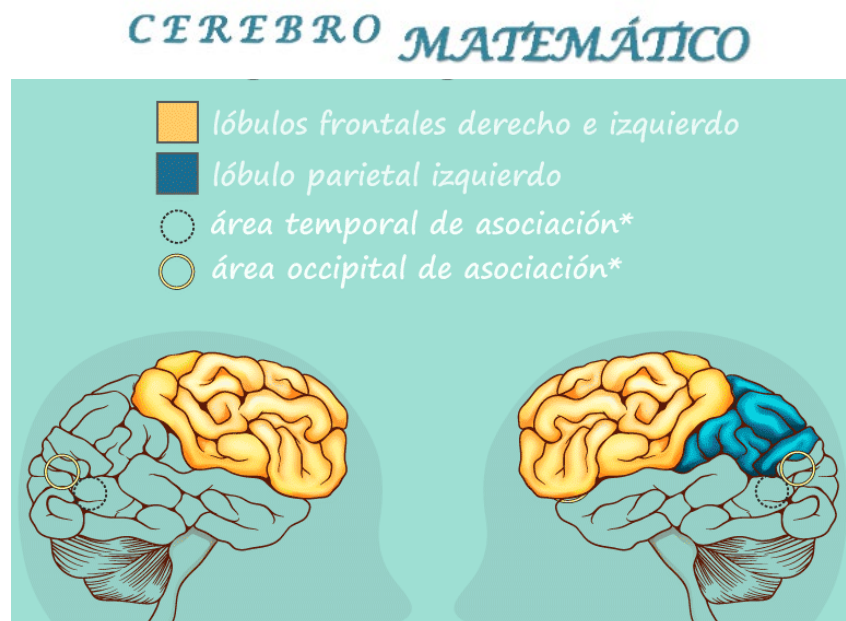 CEREBRO MATEMÁTICO
lóbulos frontales derecho e izquierdo
lóbulo parietal izquierdo
área temporal de asociación*
área occipital de asociación*